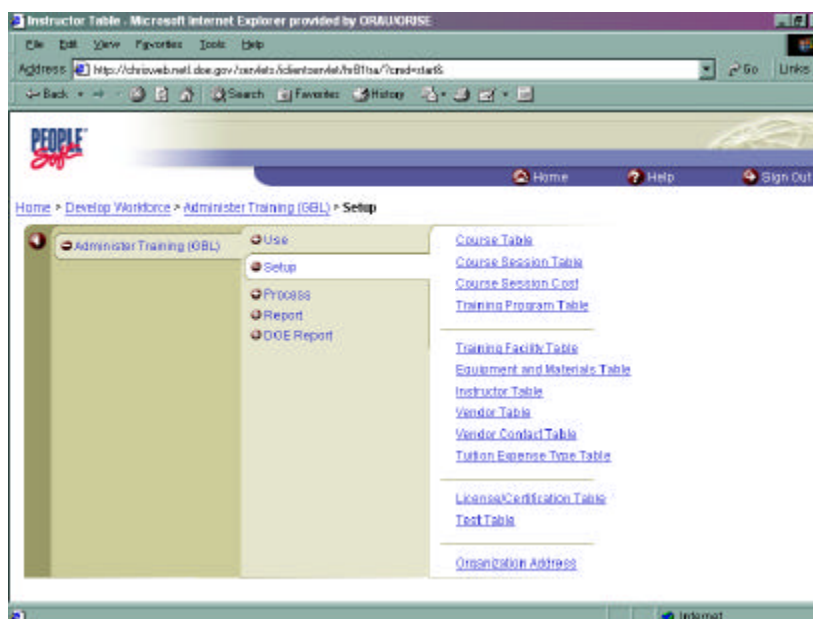 Instructor Table - Microsoft Internet Explorer provided by ORAU/ORISE
File Edit View Favorites Tools Help
Address http://chrisweb.netl.doe.gov/servlets/iclientservlet/hr81tsa/?cmd=start& Go Links
Back Search Favorites History
PEOPLE
Soft
Home Help Sign Out
Home > Develop Workforce > Administer Training (GBL) > Setup
Administer Training (GBL)
Use
Setup
Process
Report
DOE Report
Course Table
Course Session Table
Course Session Cost
Training Program Table
Training Facility Table
Equipment and Materials Table
Instructor Table
Vendor Table
Vendor Contact Table
Tuition Expense Type Table
License/Certification Table
Test Table
Organization Address
Internet